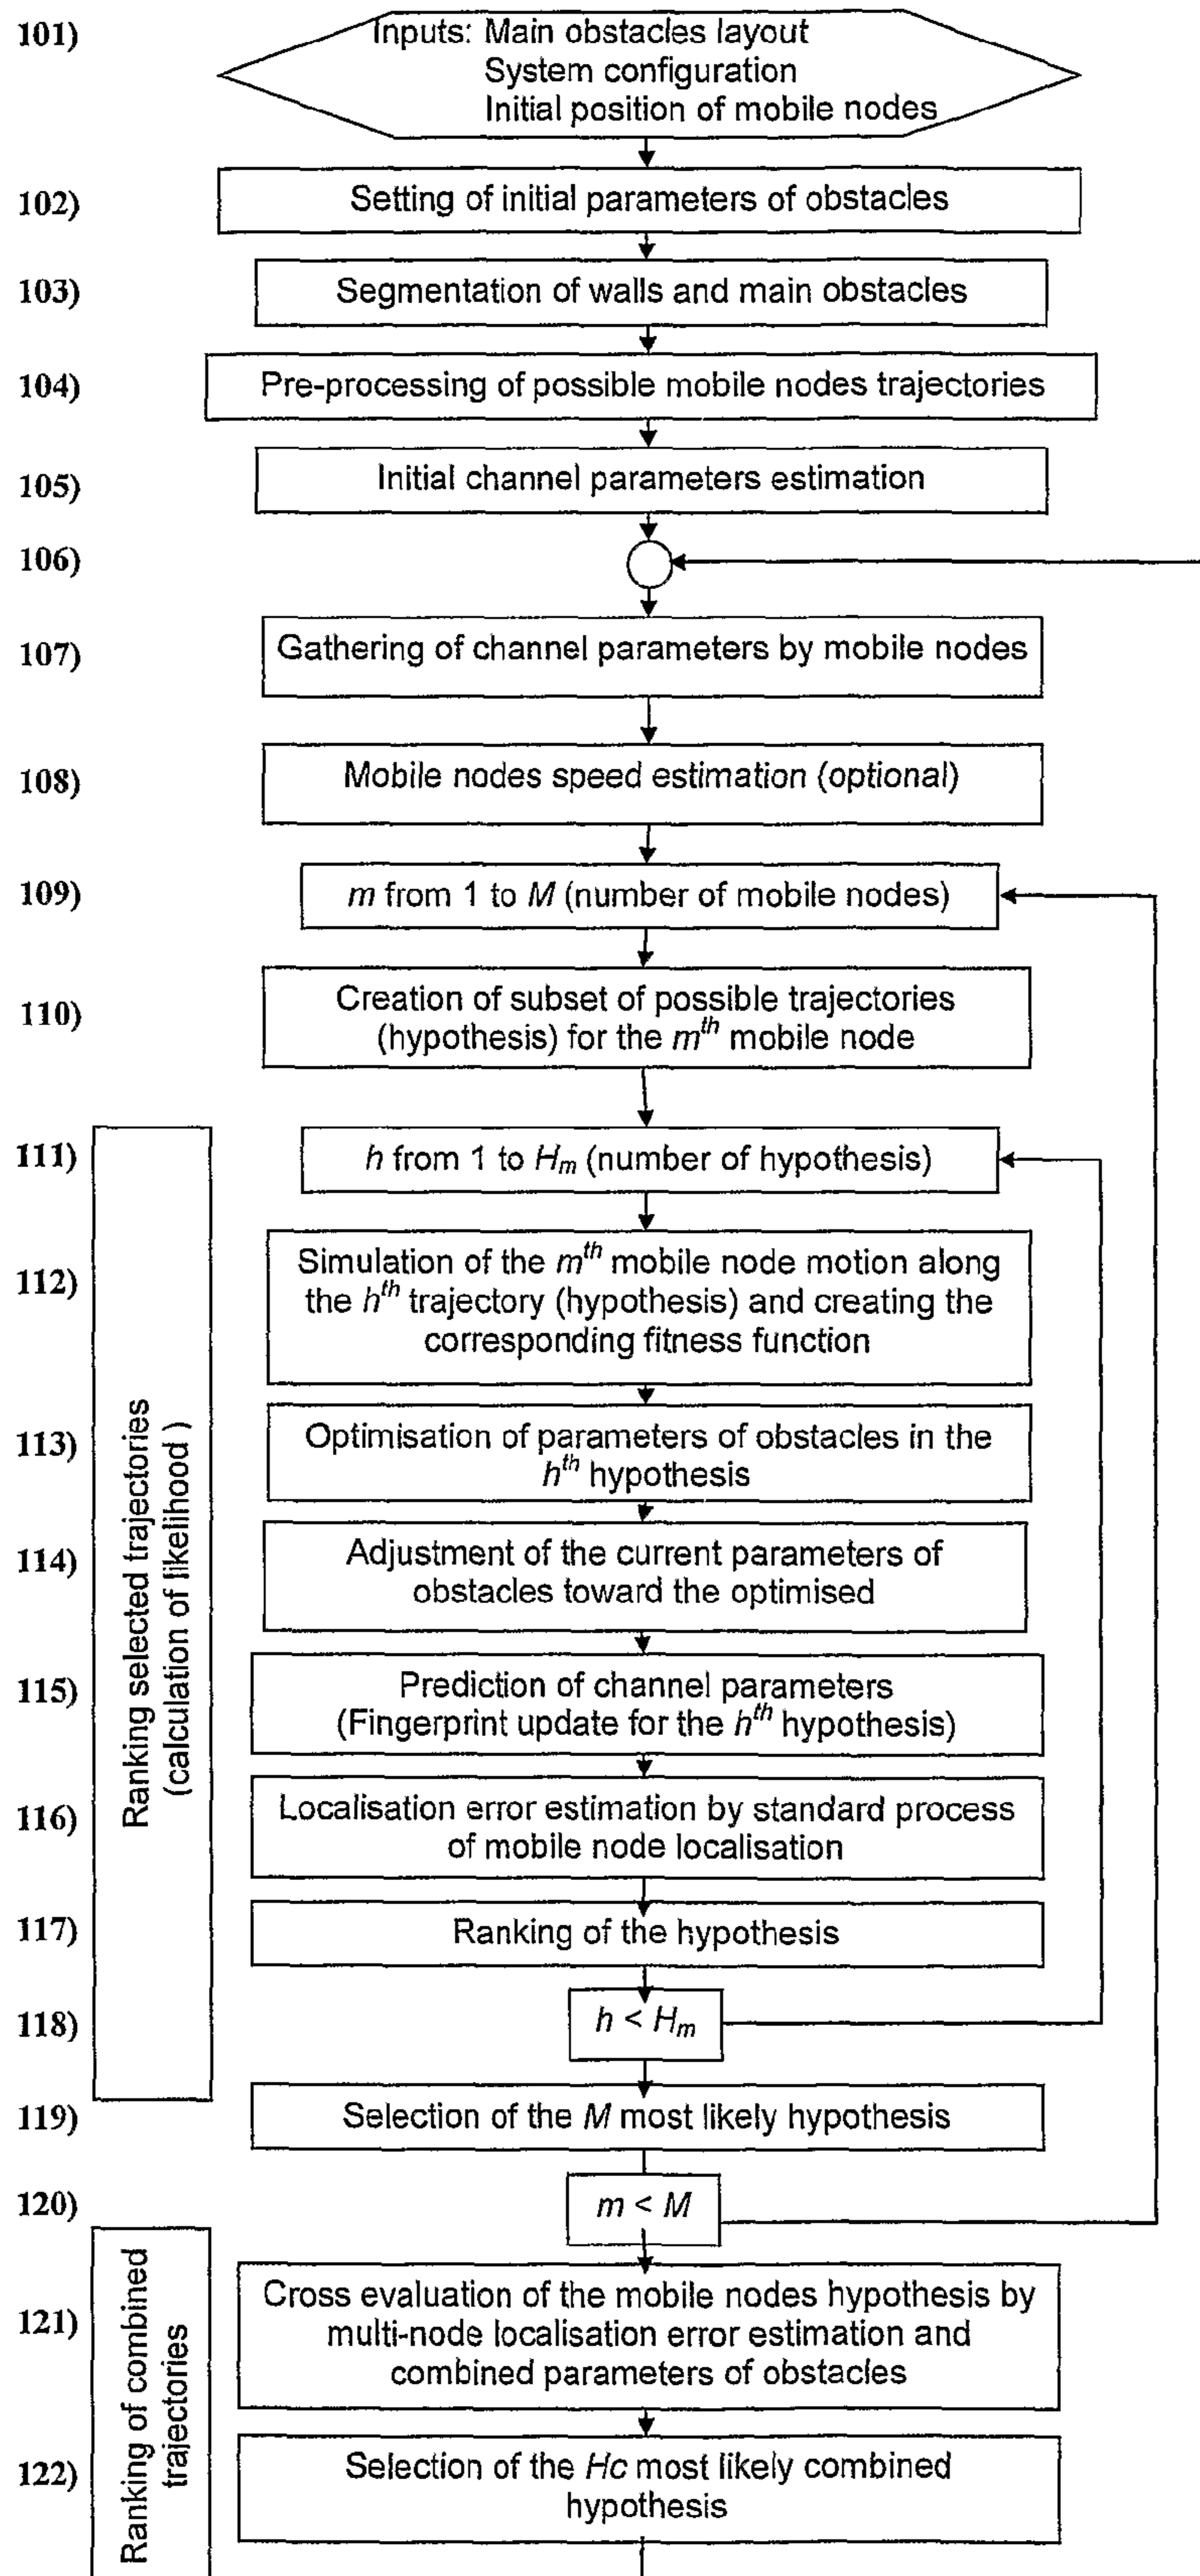 101)
Inputs: Main obstacles layout
System configuration
Initial position of mobile nodes
102)
Setting of initial parameters of obstacles
103)
Segmentation of walls and main obstacles
104)
Pre-processing of possible mobile nodes trajectories
105)
Initial channel parameters estimation
106)
107)
Gathering of channel parameters by mobile nodes
108)
Mobile nodes speed estimation (optional)
109)
m from 1 to M (number of mobile nodes)
110)
Creation of subset of possible trajectories
(hypothesis) for the mth mobile node
Ranking selected trajectories
(calculation of likelihood )
111)
h from 1 to Hm (number of hypothesis)
112)
Simulation of the mth mobile node motion along
the hth trajectory (hypothesis) and creating the
corresponding fitness function
113)
Optimisation of parameters of obstacles in the
hth hypothesis
114)
Adjustment of the current parameters of
obstacles toward the optimised
115)
Prediction of channel parameters
(Fingerprint update for the hth hypothesis)
116)
Localisation error estimation by standard process
of mobile node localisation
117)
Ranking of the hypothesis
118)
h < Hm
119)
Selection of the M most likely hypothesis
120)
m < M
Ranking of combined
trajectories
121)
Cross evaluation of the mobile nodes hypothesis by
multi-node localisation error estimation and
combined parameters of obstacles
122)
Selection of the Hc most likely combined
hypothesis